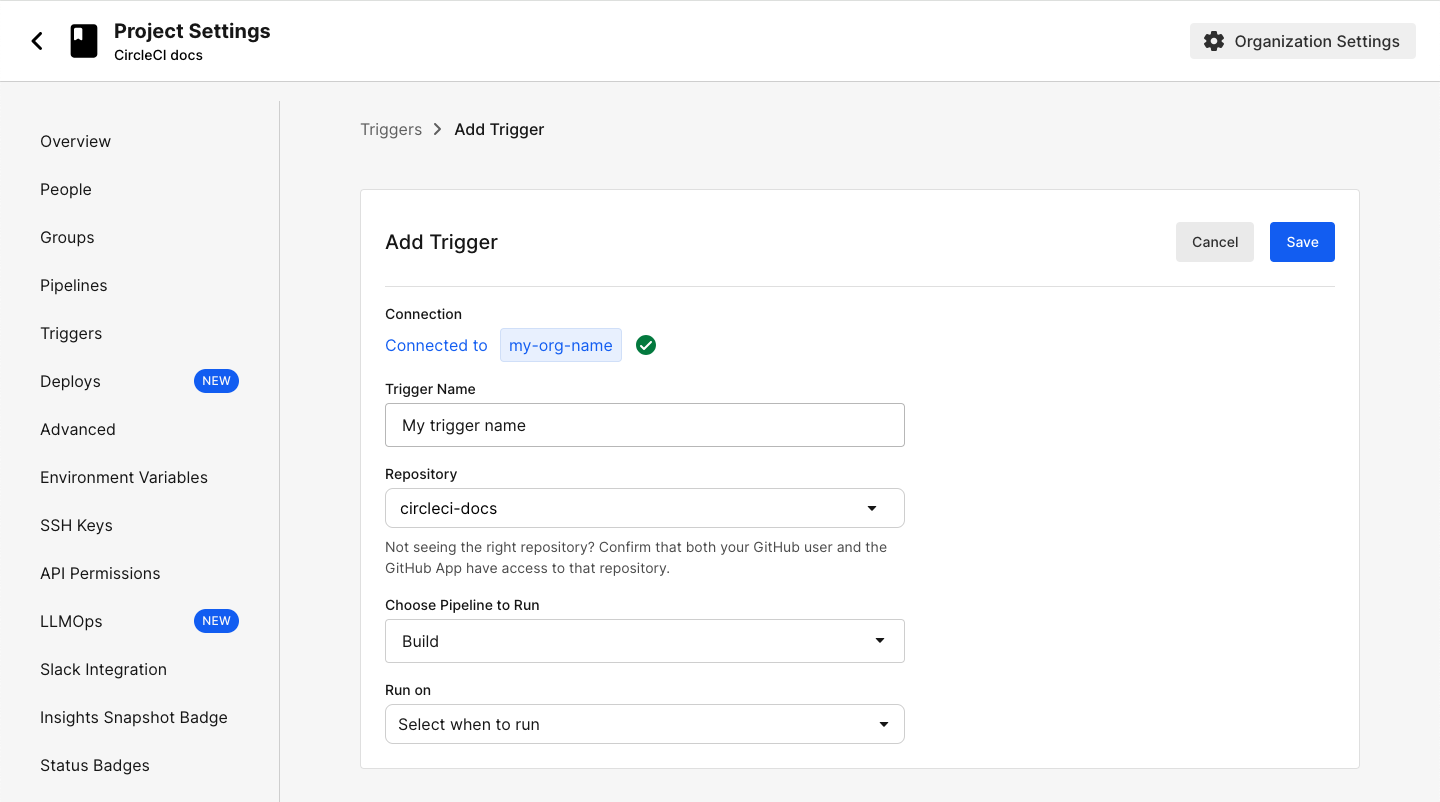 Project Settings
CircleCI docs
Organization Settings
Overview
People
Groups
Pipelines
Triggers
Deploys NEW
Advanced
Environment Variables
SSH Keys
API Permissions
LLMOps NEW
Slack Integration
Insights Snapshot Badge
Status Badges
Triggers Add Trigger
Add Trigger
Cancel Save
Connection
Connected to my-org-name
Trigger Name
My trigger name
Repository
circleci-docs
Not seeing the right repository? Confirm that both your GitHub user and the
GitHub App have access to that repository.
Choose Pipeline to Run
Build
Run on
Select when to run